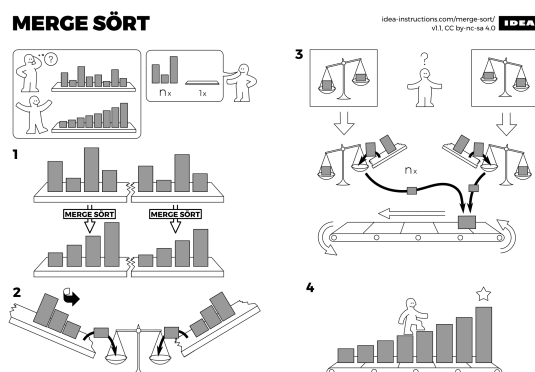 MERGE SÖRT
idea-instructions.com/merge-sort/
v1.1, CC by-nc-sa 4.0
IDEA
?
n x
1x
1
MERGE SÖRT
MERGE SÖRT
2
3
?
n x
4